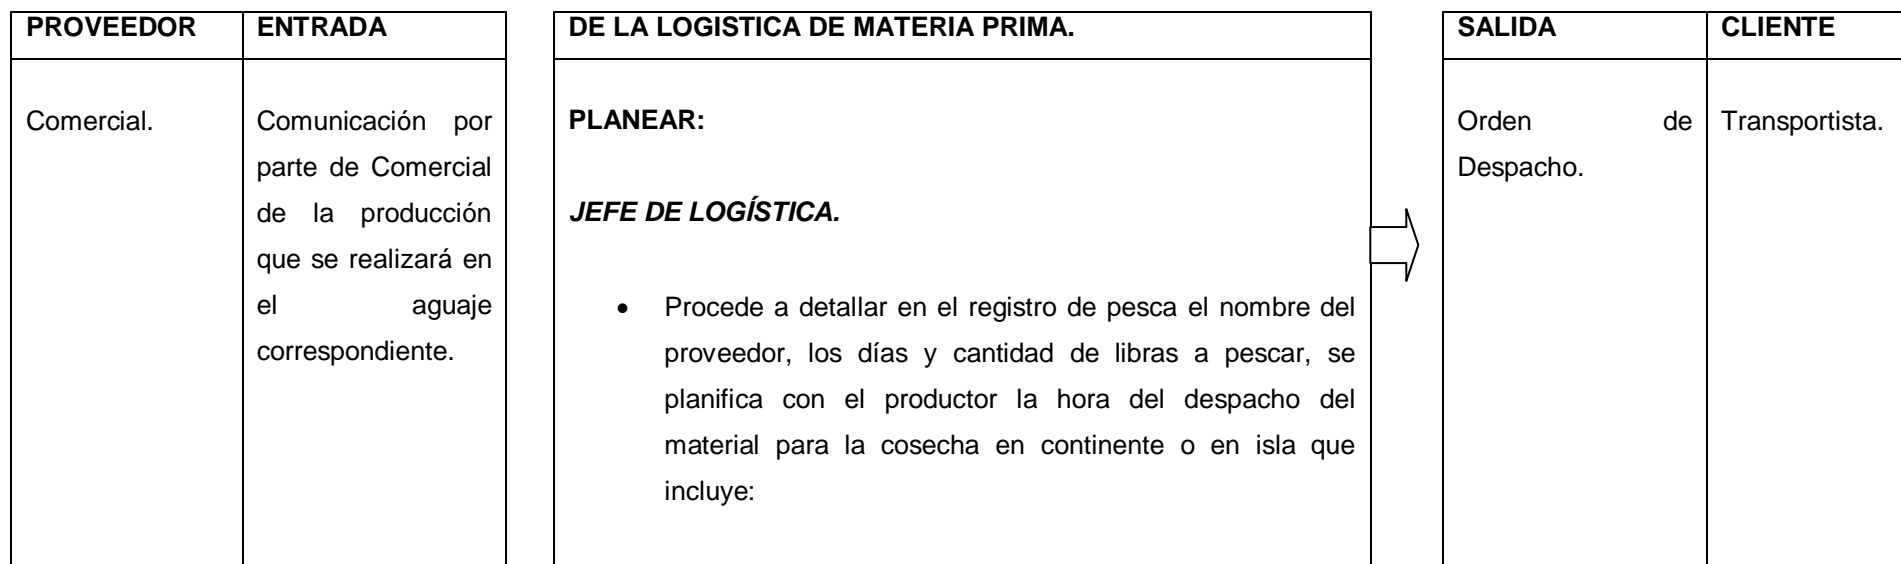 PROVEEDOR ENTRADA DE LA LOGISTICA DE MATERIA PRIMA. SALIDA CLIENTE
Comercial.
Comunicación por
parte de Comercial
de la producción
que se realizará en
el aguaje
correspondiente.
PLANEAR:
JEFE DE LOGÍSTICA.
• Procede a detallar en el registro de pesca el nombre del
proveedor, los días y cantidad de libras a pescar, se
planifica con el productor la hora del despacho del
material para la cosecha en continente o en isla que
incluye:
Orden de
Despacho.
Transportista.